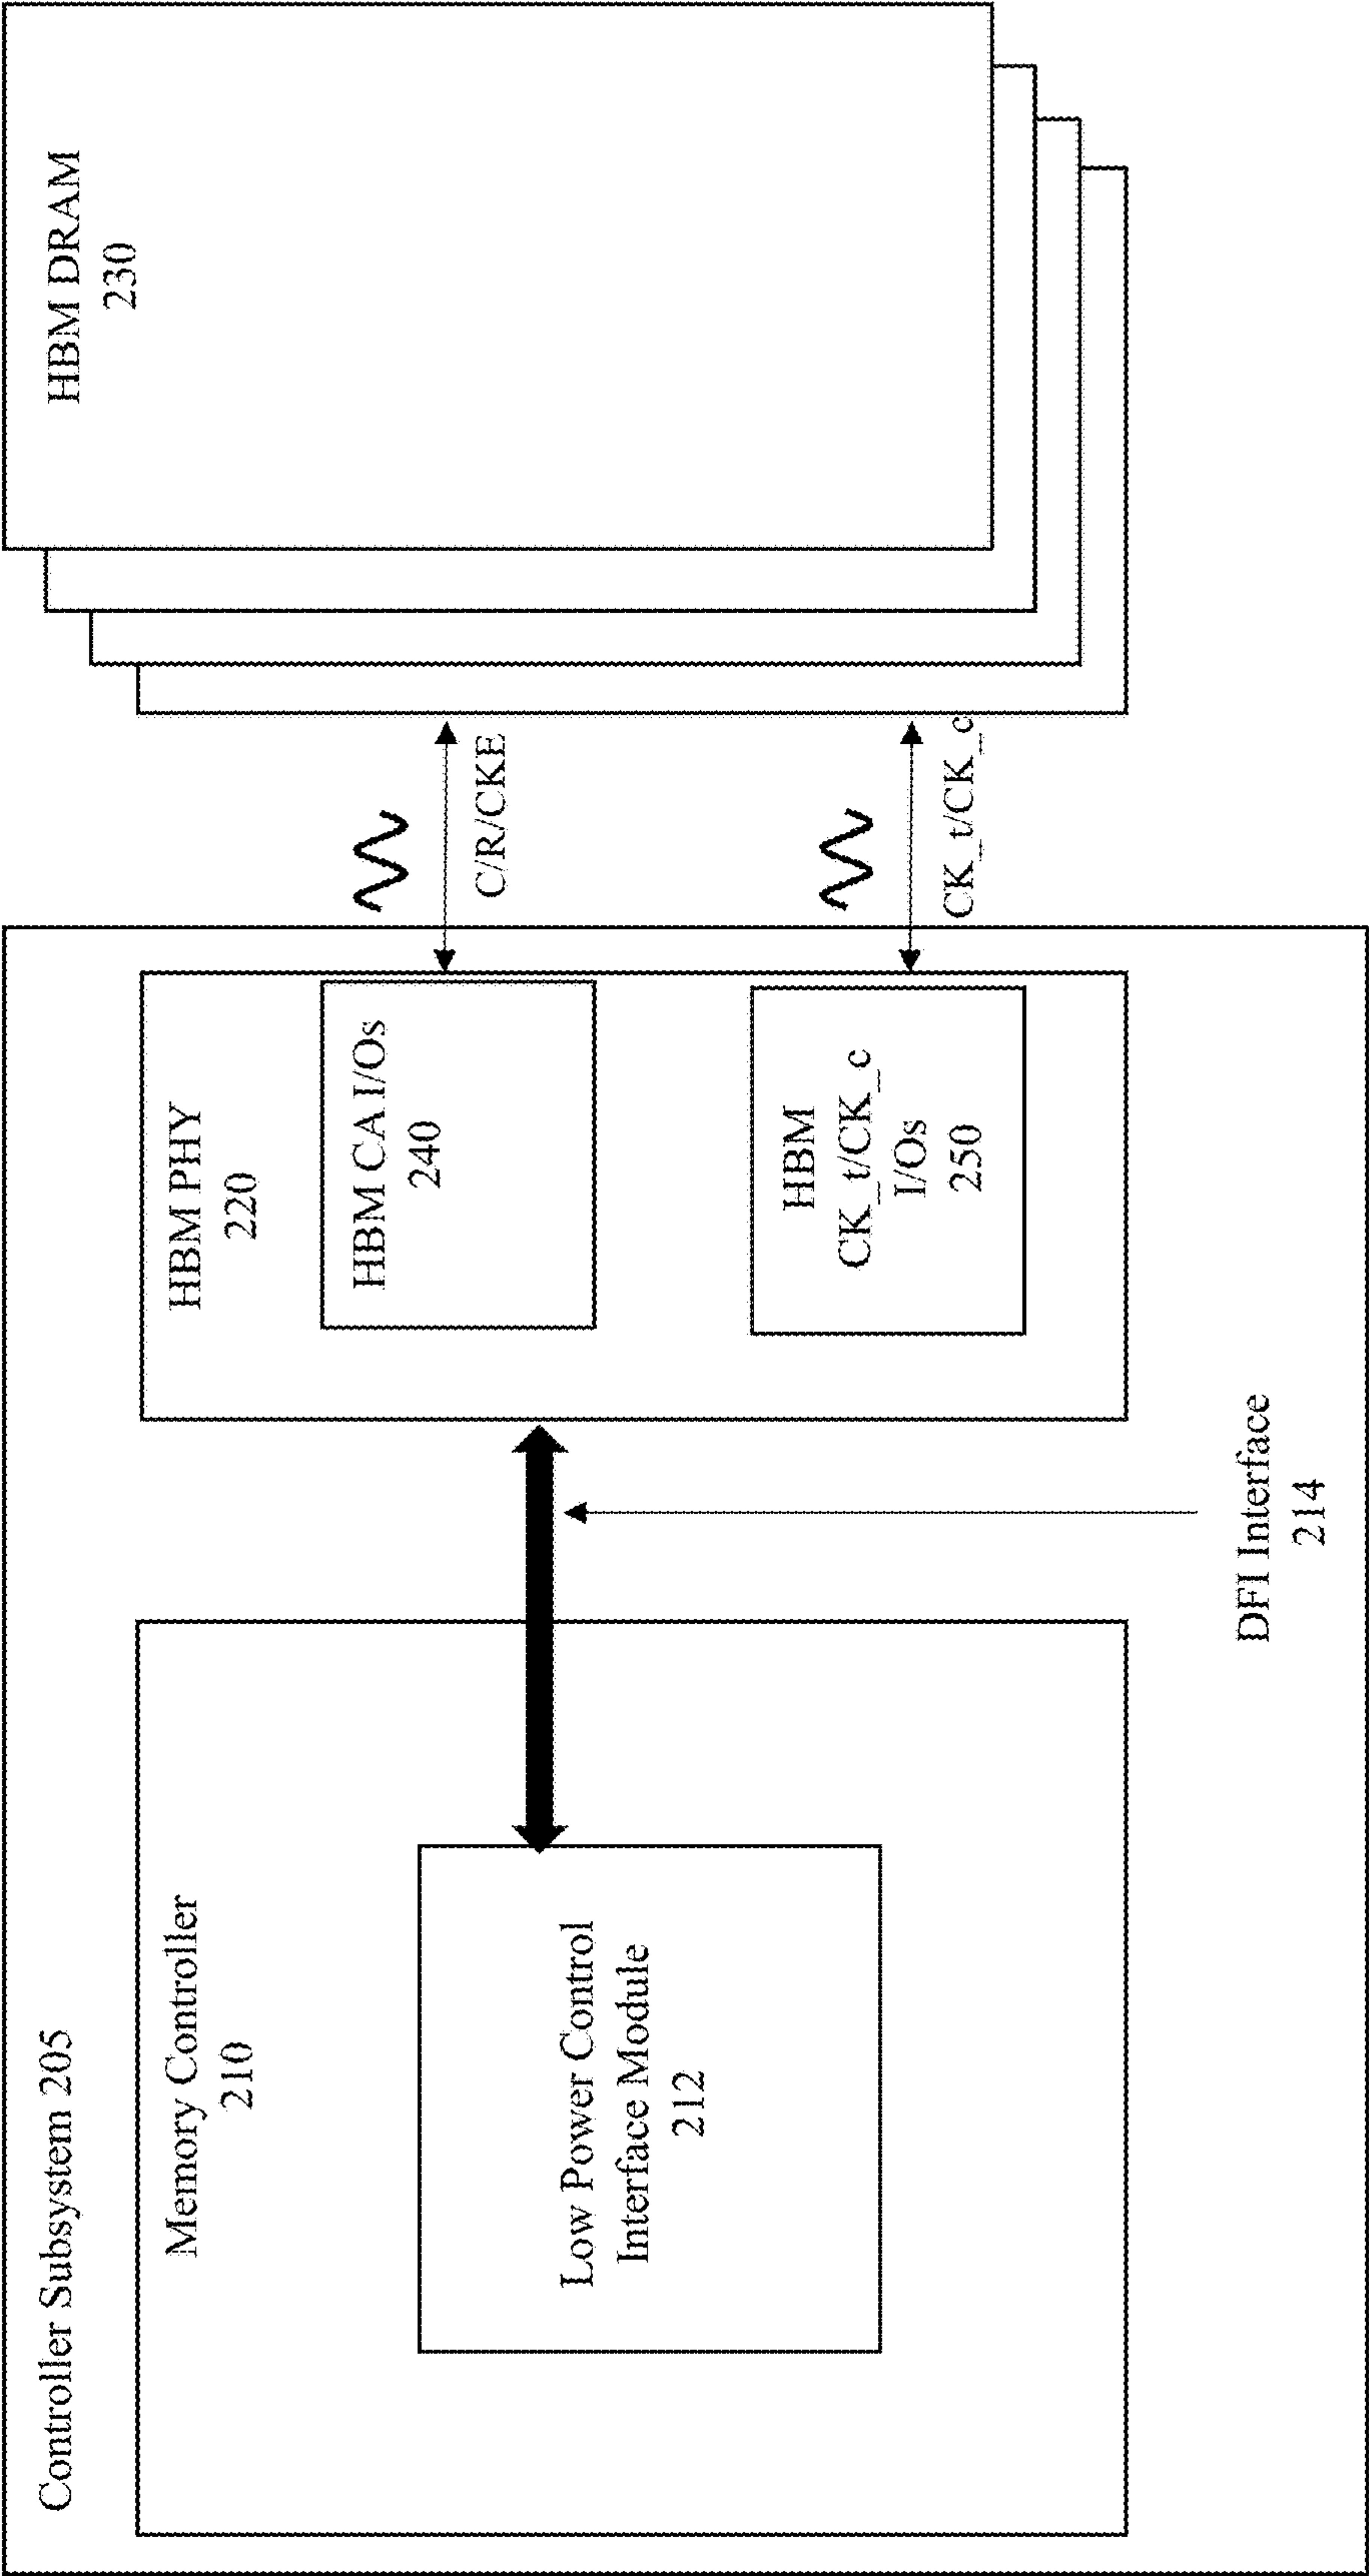 Controller Subsystem 205
Memory Controller
210
Low Power Control
Interface Module
212
DFI Interface
214
HBM PHY
220
HBM CA I/Os
240
HBM
CK_t/CK_c
I/Os
250
C/R/CKE
CK_t/CK_c
HBM DRAM
230